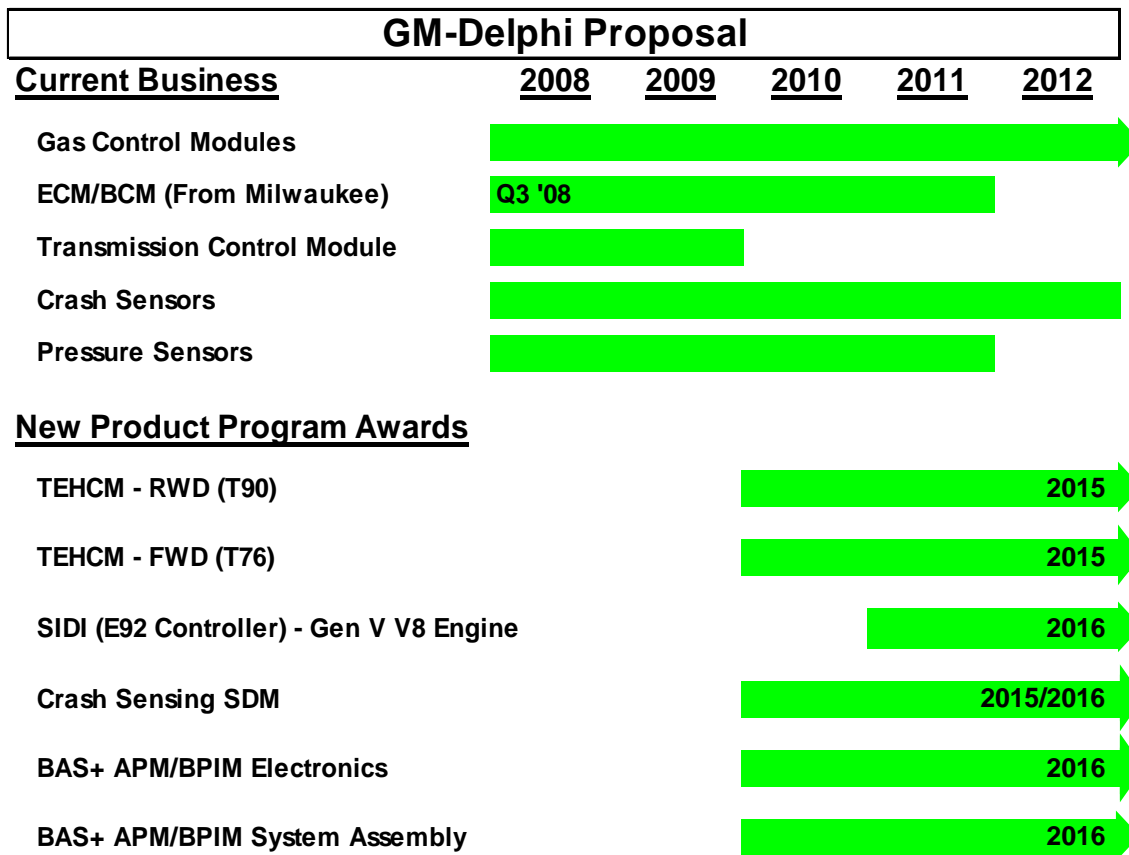 GM-Delphi Proposal
Current Business 2008 2009 2010 2011 2012
Gas Control Modules
ECM/BCM (From Milwaukee) Q3 '08
Transmission Control Module
Crash Sensors
Pressure Sensors
New Product Program Awards
TEHCM - RWD (T90) 2015
TEHCM - FWD (T76) 2015
SIDI (E92 Controller) - Gen V V8 Engine 2016
Crash Sensing SDM 2015/2016
BAS+ APM/BPIM Electronics 2016
BAS+ APM/BPIM System Assembly 2016